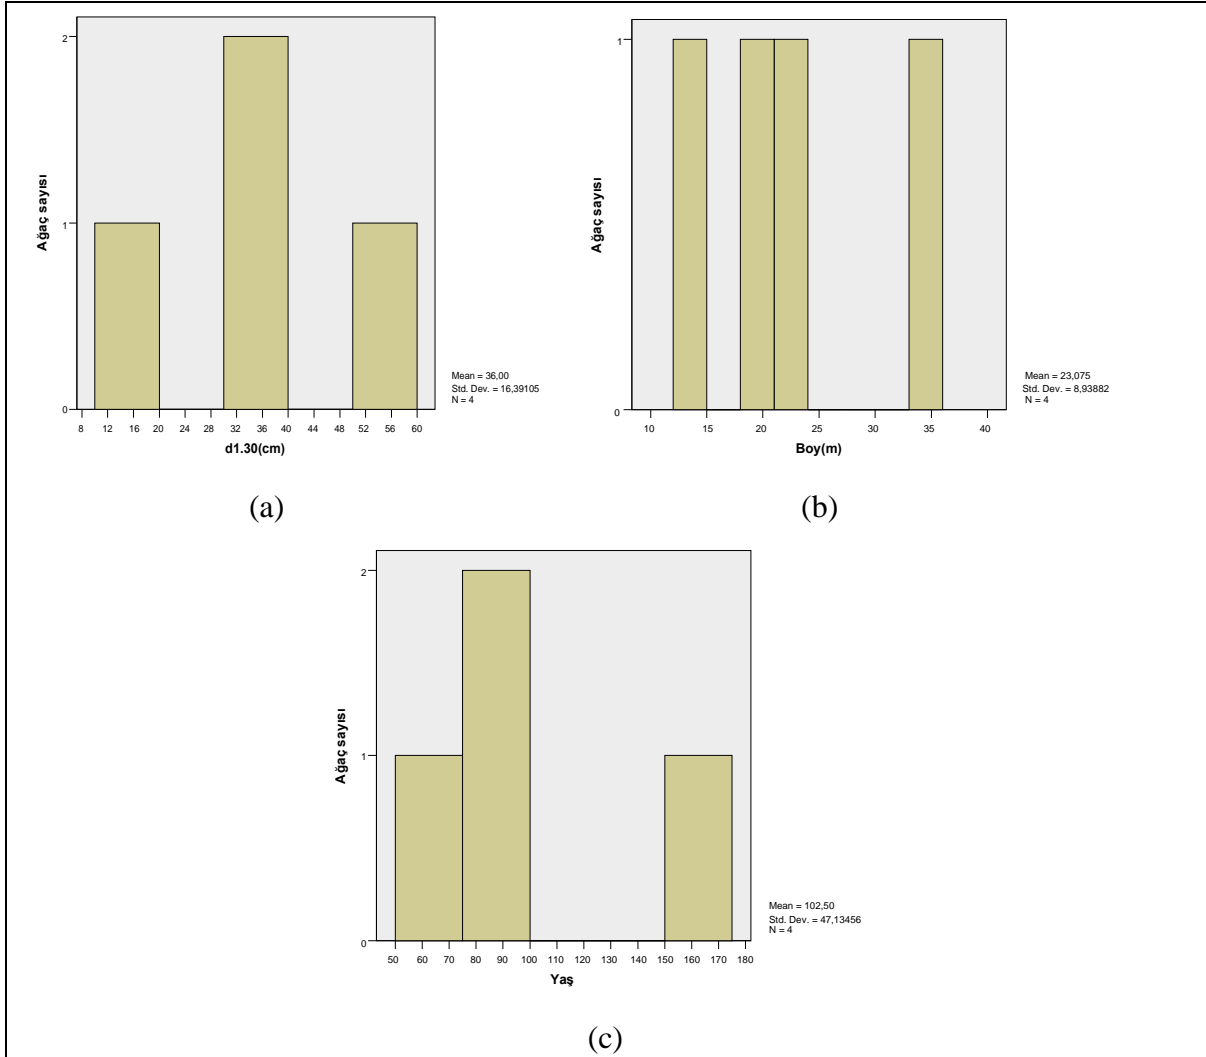 Ağaç sayısı
2
1
0
8 12 16 20 24 28 32 36 40 44 48 52 56 60
d1.30(cm)
Mean = 36,00
Std. Dev. = 16,39105
N = 4
(a)
Ağaç sayısı
1
0
10 15 20 25 30 35 40
Boy(m)
Mean = 23,075
Std. Dev. = 8,93882
N = 4
(b)
Ağaç sayısı
2
1
0
50 60 70 80 90 100 110 120 130 140 150 160 170 180
Yaş
Mean = 102,50
Std. Dev. = 47,13456
N = 4
(c)